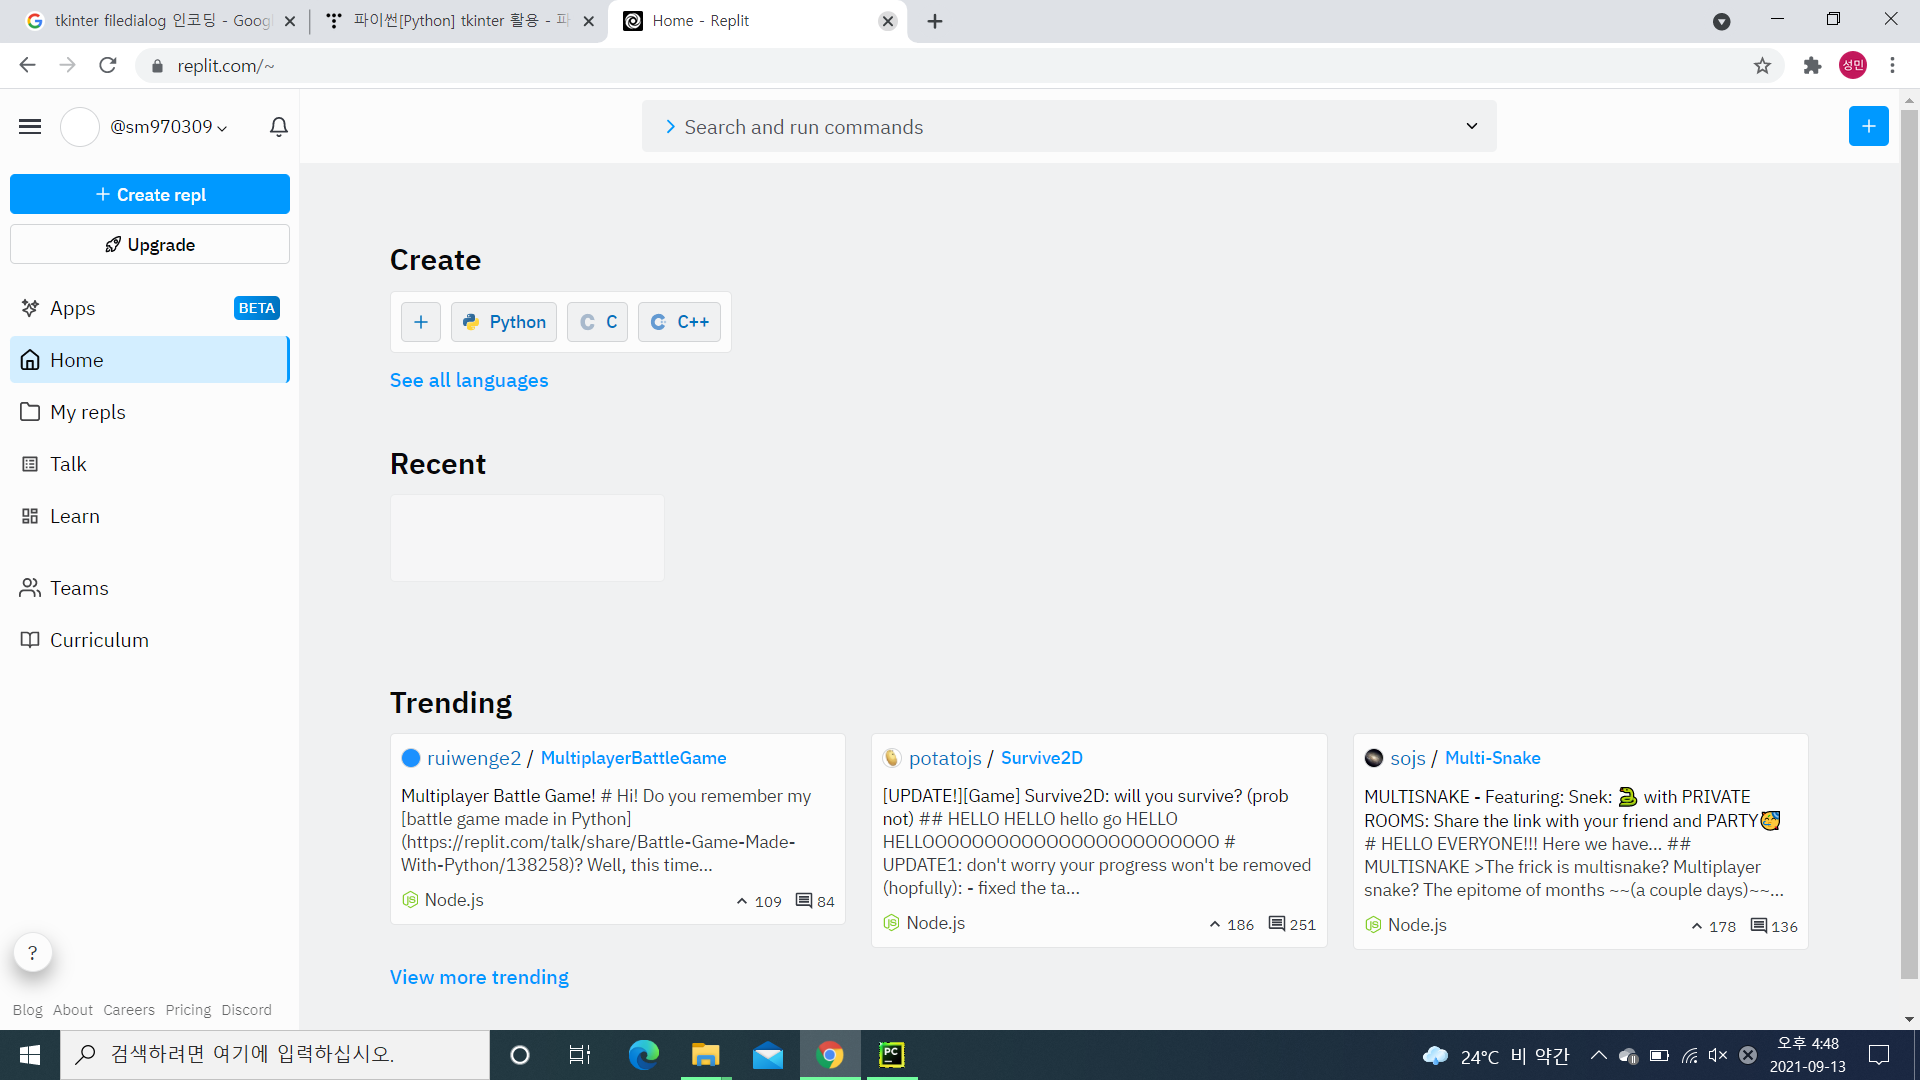 tkinter filedialog 인코딩 - Goog
파이썬[Python] tkinter 활용 - 파
Home - Replit
replit.com/~
성민
@sm970309
Search and run commands
Create repl
Upgrade
Apps
BETA
Home
My repls
Talk
Learn
Teams
Curriculum
Create
Python
C
C++
See all languages
Recent
Trending
ruiwenge2 / MultiplayerBattleGame
Multiplayer Battle Game! # Hi! Do you remember my
[battle game made in Python]
(https://replit.com/talk/share/Battle-Game-Made-
With-Python/138258)? Well, this time...
Node.js
109
84
potatojs / Survive2D
[UPDATE!][Game] Survive2D: will you survive? (prob
not) ## HELLO HELLO hello go HELLO
HELLOOOOOOOOOOOOOOOOOOOOOOOO #
UPDATE1: don't worry your progress won't be removed
(hopfully): - fixed the ta...
Node.js
186
251
sojs / Multi-Snake
MULTISNAKE - Featuring: Snek: 🐍 with PRIVATE
ROOMS: Share the link with your friend and PARTY🥳
# HELLO EVERYONE!!! Here we have... ##
MULTISNAKE >The frick is multisnake? Multiplayer
snake? The epitome of months ~~(a couple days)~~...
Node.js
178
136
View more trending
?
Blog About Careers Pricing Discord
검색하려면 여기에 입력하십시오.
PC
24°C 비 약간
오후 4:48
2021-09-13